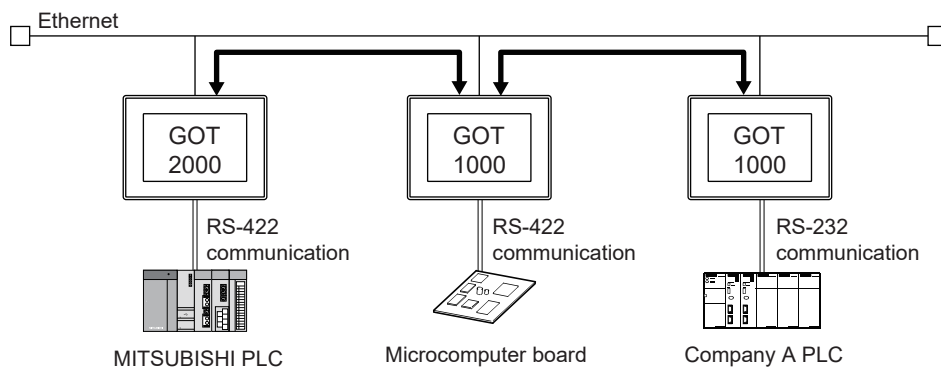 Ethernet
GOT
2000
GOT
1000
GOT
1000
RS-422
communication
RS-422
communication
RS-232
communication
MITSUBISHI PLC
Microcomputer board
Company A PLC